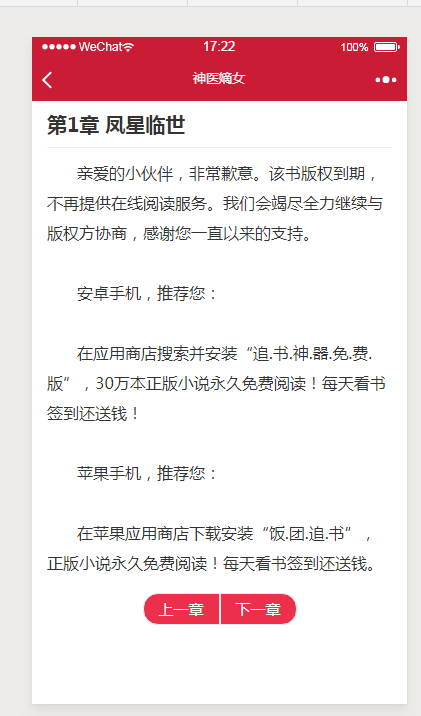 WeChat 17:22 100%
神医嫡女
第1章 凤星临世
亲爱的小伙伴，非常歉意。该书版权到期，
不再提供在线阅读服务。我们会竭尽全力继续与
版权方协商，感谢您一直以来的支持。
安卓手机，推荐您：
在应用商店搜索并安装“追.书.神.器.免.费.
版”，30万本正版小说永久免费阅读！每天看书
签到还送钱！
苹果手机，推荐您：
在苹果应用商店下载安装“饭.团.追.书”，
正版小说永久免费阅读！每天看书签到还送钱。
上一章 下一章